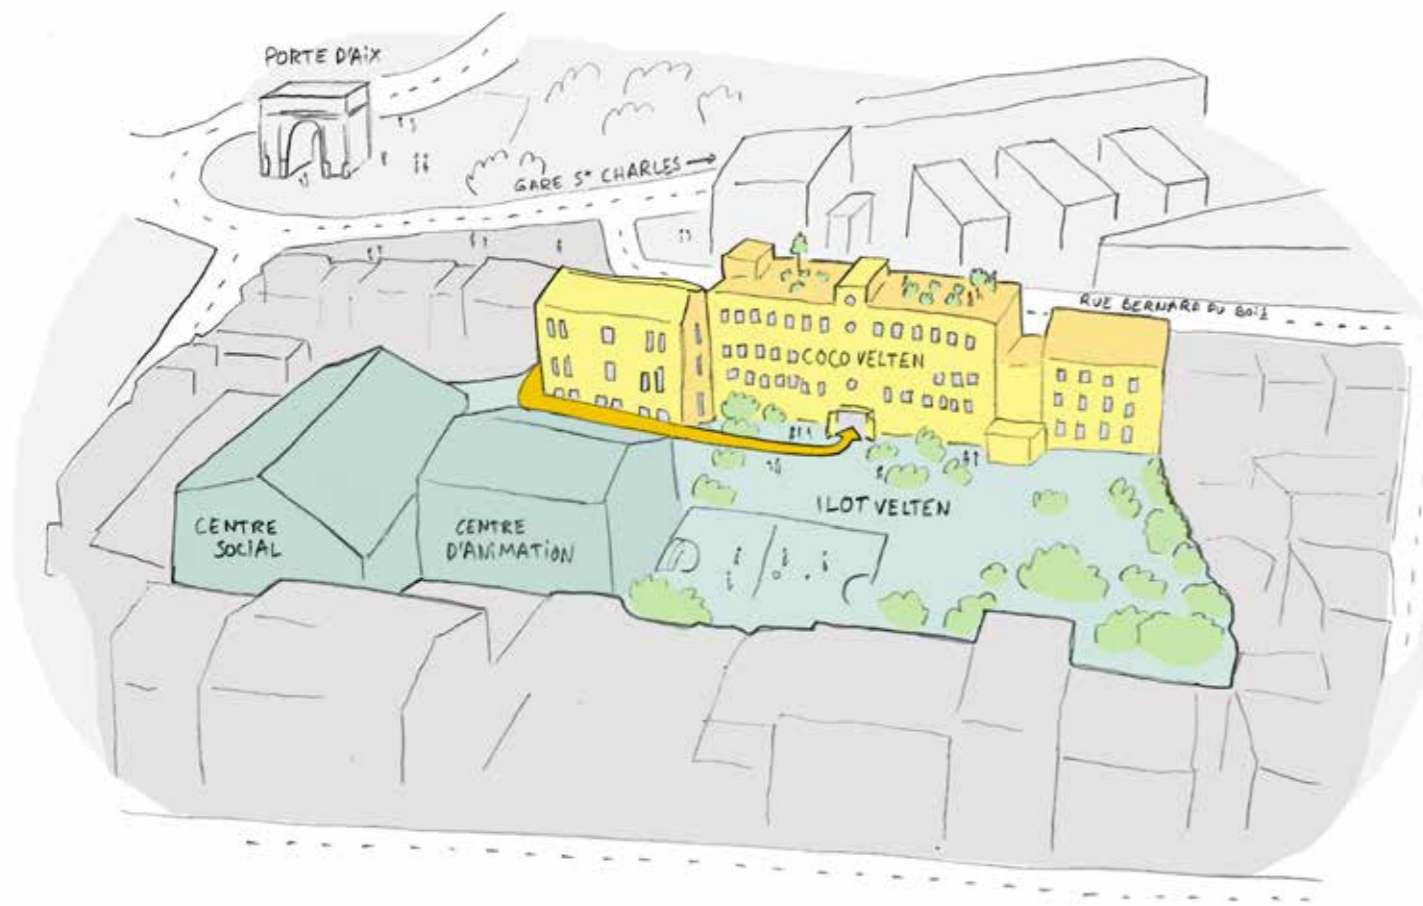 PORTE D'AIX
GARE St CHARLES →
RUE BERNARD DU BOIS
COCO VELTEN
ILOT VELTEN
CENTRE
SOCIAL
CENTRE
D'ANIMATION